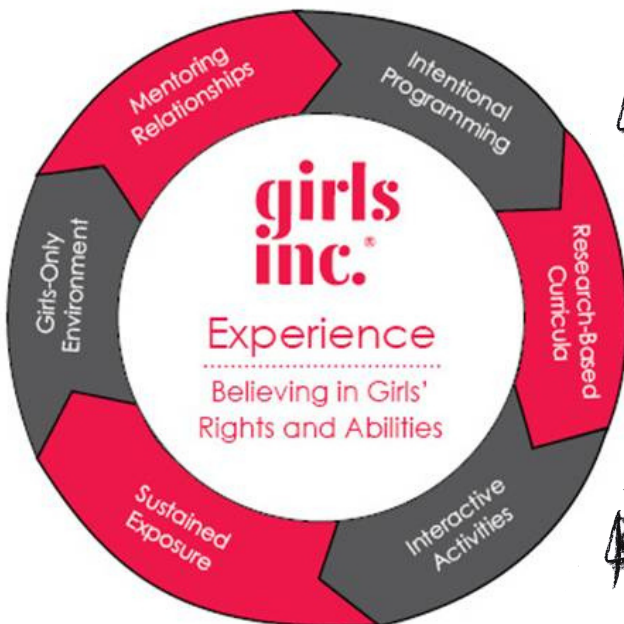 Mentoring
Relationships
Intentional
Programming
Research-Based
Curricula
Interactive
Activities
Sustained
Exposure
Girls-Only
Environment
girls
inc.®
Experience
Believing in Girls'
Rights and Abilities